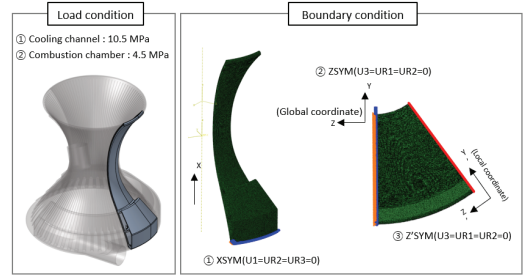 Load condition
① Cooling channel : 10.5 MPa
② Combustion chamber : 4.5 MPa
Boundary condition
② ZSYM(U3=UR1=UR2=0)
Y
(Global coordinate)
Z
X
Y'
(Local coordinate)
Z'
③ Z'SYM(U3=UR1=UR2=0)
① XSYM(U1=UR2=UR3=0)